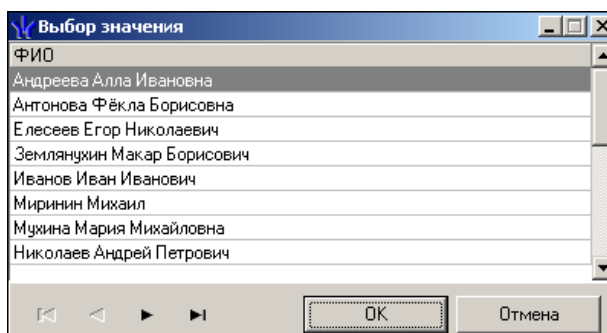 Выбор значения
ФИО
Андреева Алла Ивановна
Антонова Фёкла Борисовна
Елесеев Егор Николаевич
Землянухин Макар Борисович
Иванов Иван Иванович
Миринин Михаил
Мухина Мария Михайловна
Николаев Андрей Петрович
OK Отмена